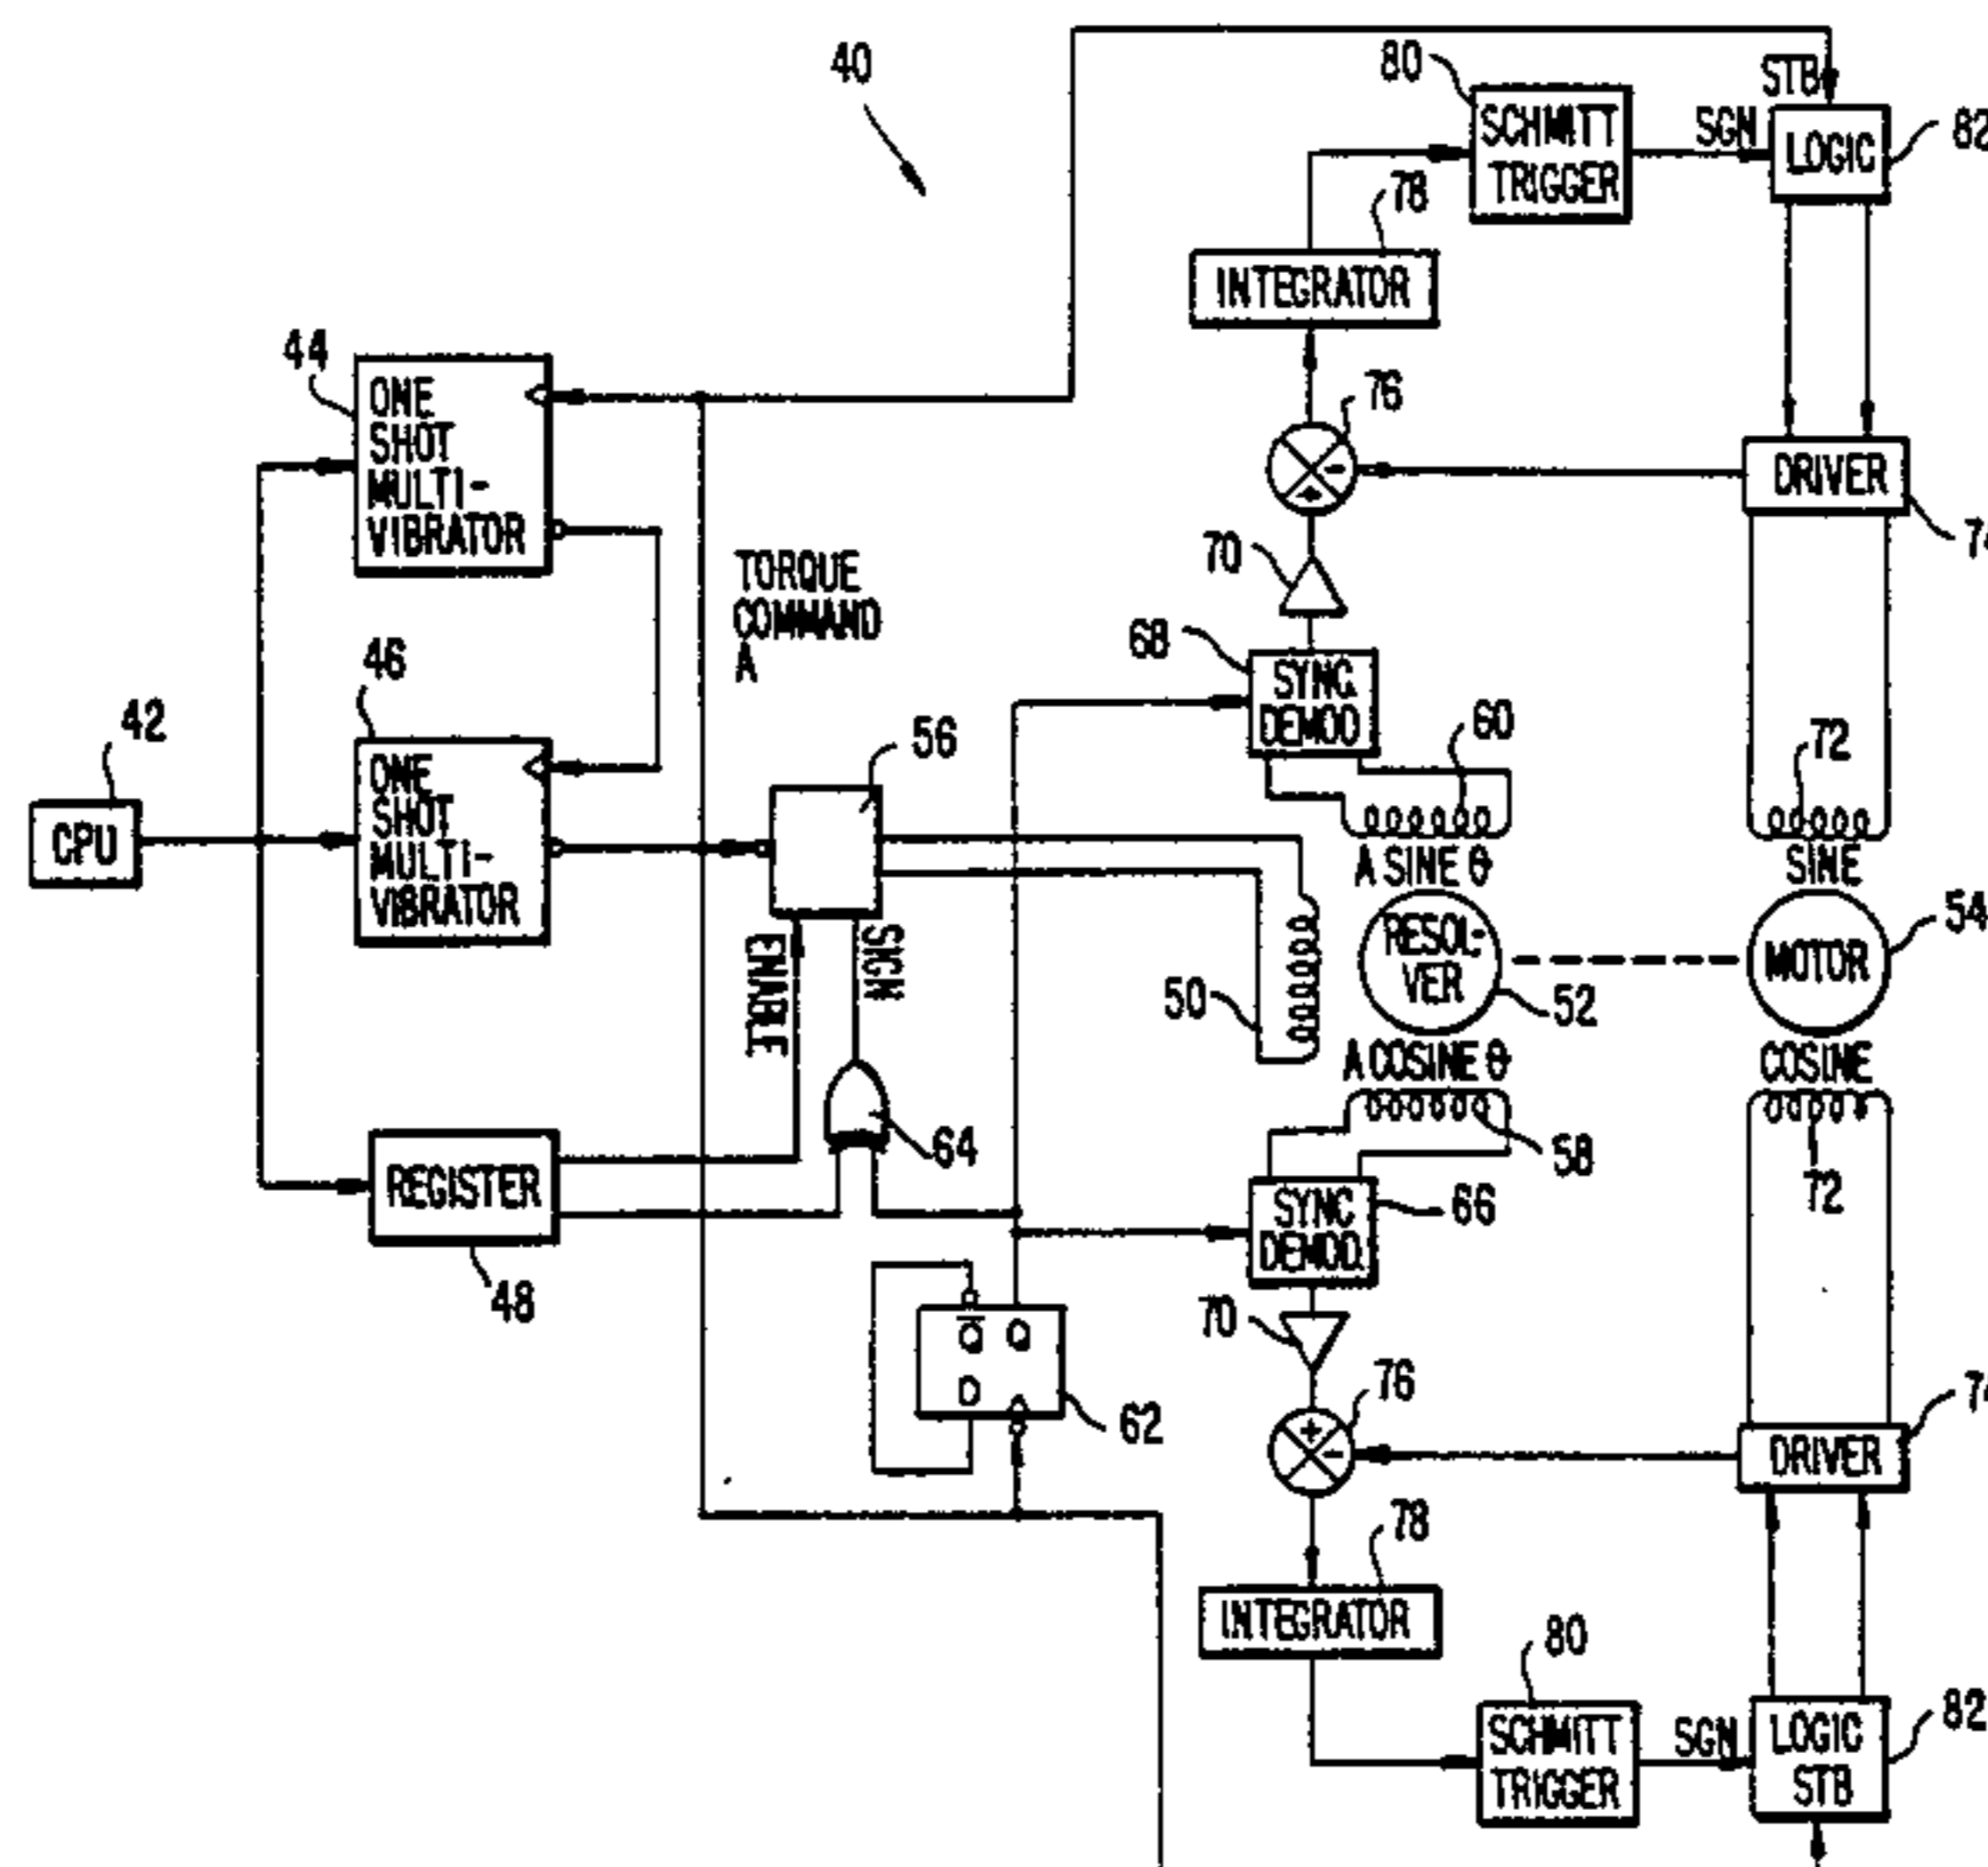 40
80
SCHMITT
TRIGGER
STB
SGN
LOGIC
82
78
INTEGRATOR
44
ONE
SHOT
MULTI-
VIBRATOR
76
-
+
DRIVER
74
70
TORQUE
COMMAND
A
68
SYNC.
DEMOD.
60
72
46
ONE
SHOT
MULTI-
VIBRATOR
56
42
CPU
A SINE θ
SINE
RESOL-
VER
52
MOTOR
54
50
ENABLE
SIGN
A COSINE θ
COSINE
58
72
64
REGISTER
48
SYNC
DEMOD.
66
70
Q̅ Q
D
62
76
+
-
DRIVER
74
78
INTEGRATOR
80
SCHMITT
TRIGGER
SGN
LOGIC
STB
82